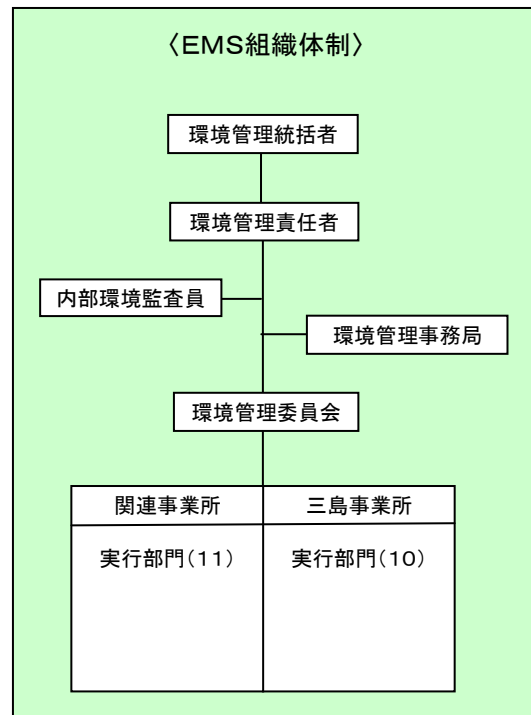 〈EMS組織体制〉
環境管理統括者
環境管理責任者
内部環境監査員
環境管理事務局
環境管理委員会
関連事業所
三島事業所
実行部門(11)
実行部門(10)